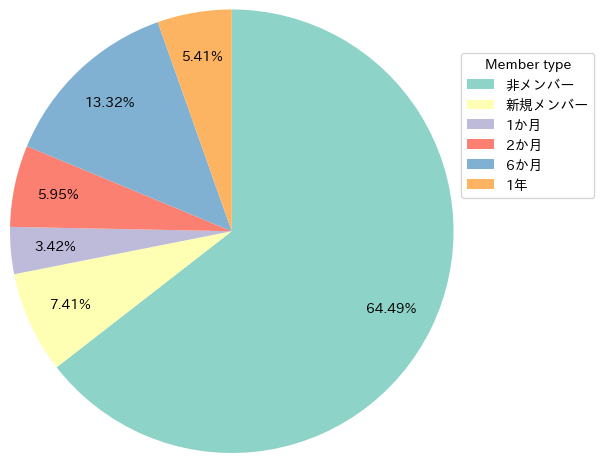 5.41%
13.32%
5.95%
3.42%
7.41%
64.49%
Member type
非メンバー
新規メンバー
1か月
2か月
6か月
1年